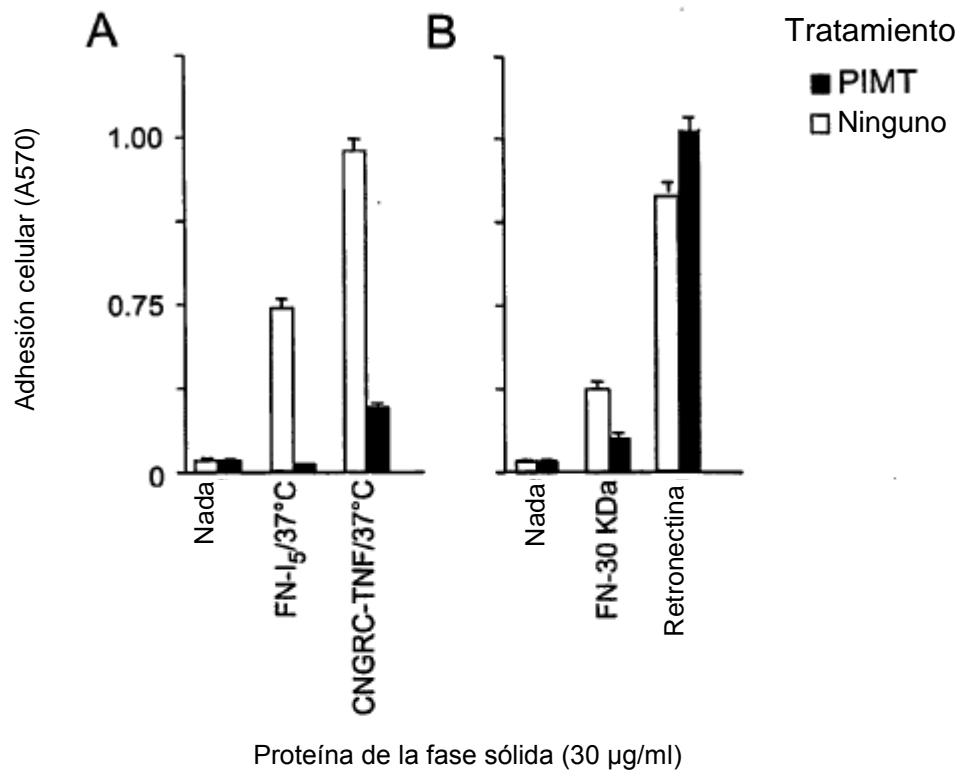 A
B
Tratamiento
PIMT
Ninguno
Adhesión celular (A570)
1.00
0.75
0
Nada
FN-I5/37°C
CNGRC-TNF/37°C
Nada
FN-30 KDa
Retronectina
Proteína de la fase sólida (30 µg/ml)